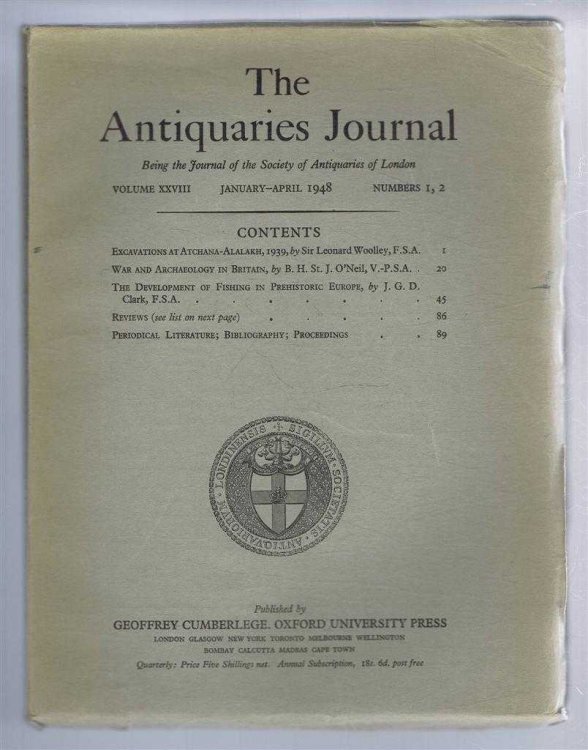 The
Antiquaries Journal
Being the Journal of the Society of Antiquaries of London
VOLUME XXVIII JANUARY–APRIL 1948 NUMBERS 1, 2
CONTENTS
EXCAVATIONS AT ATCHANA-ALALAKH, 1939, by Sir Leonard Woolley, F.S.A. 1
WAR AND ARCHAEOLOGY IN BRITAIN, by B. H. St. J. O'Neil, V.-P.S.A. . 20
THE DEVELOPMENT OF FISHING IN PREHISTORIC EUROPE, by J. G. D.
Clark, F.S.A. . . . . . . . 45
REVIEWS (see list on next page) . . . . . 86
PERIODICAL LITERATURE; BIBLIOGRAPHY; PROCEEDINGS . . 89
SIGILLVM · SOCIETATIS · ANTIQVARIORVM · LONDINENSIS
Published by
GEOFFREY CUMBERLEGE. OXFORD UNIVERSITY PRESS
LONDON GLASGOW NEW YORK TORONTO MELBOURNE WELLINGTON
BOMBAY CALCUTTA MADRAS CAPE TOWN
Quarterly: Price Five Shillings net. Annual Subscription, 18s. 6d. post free